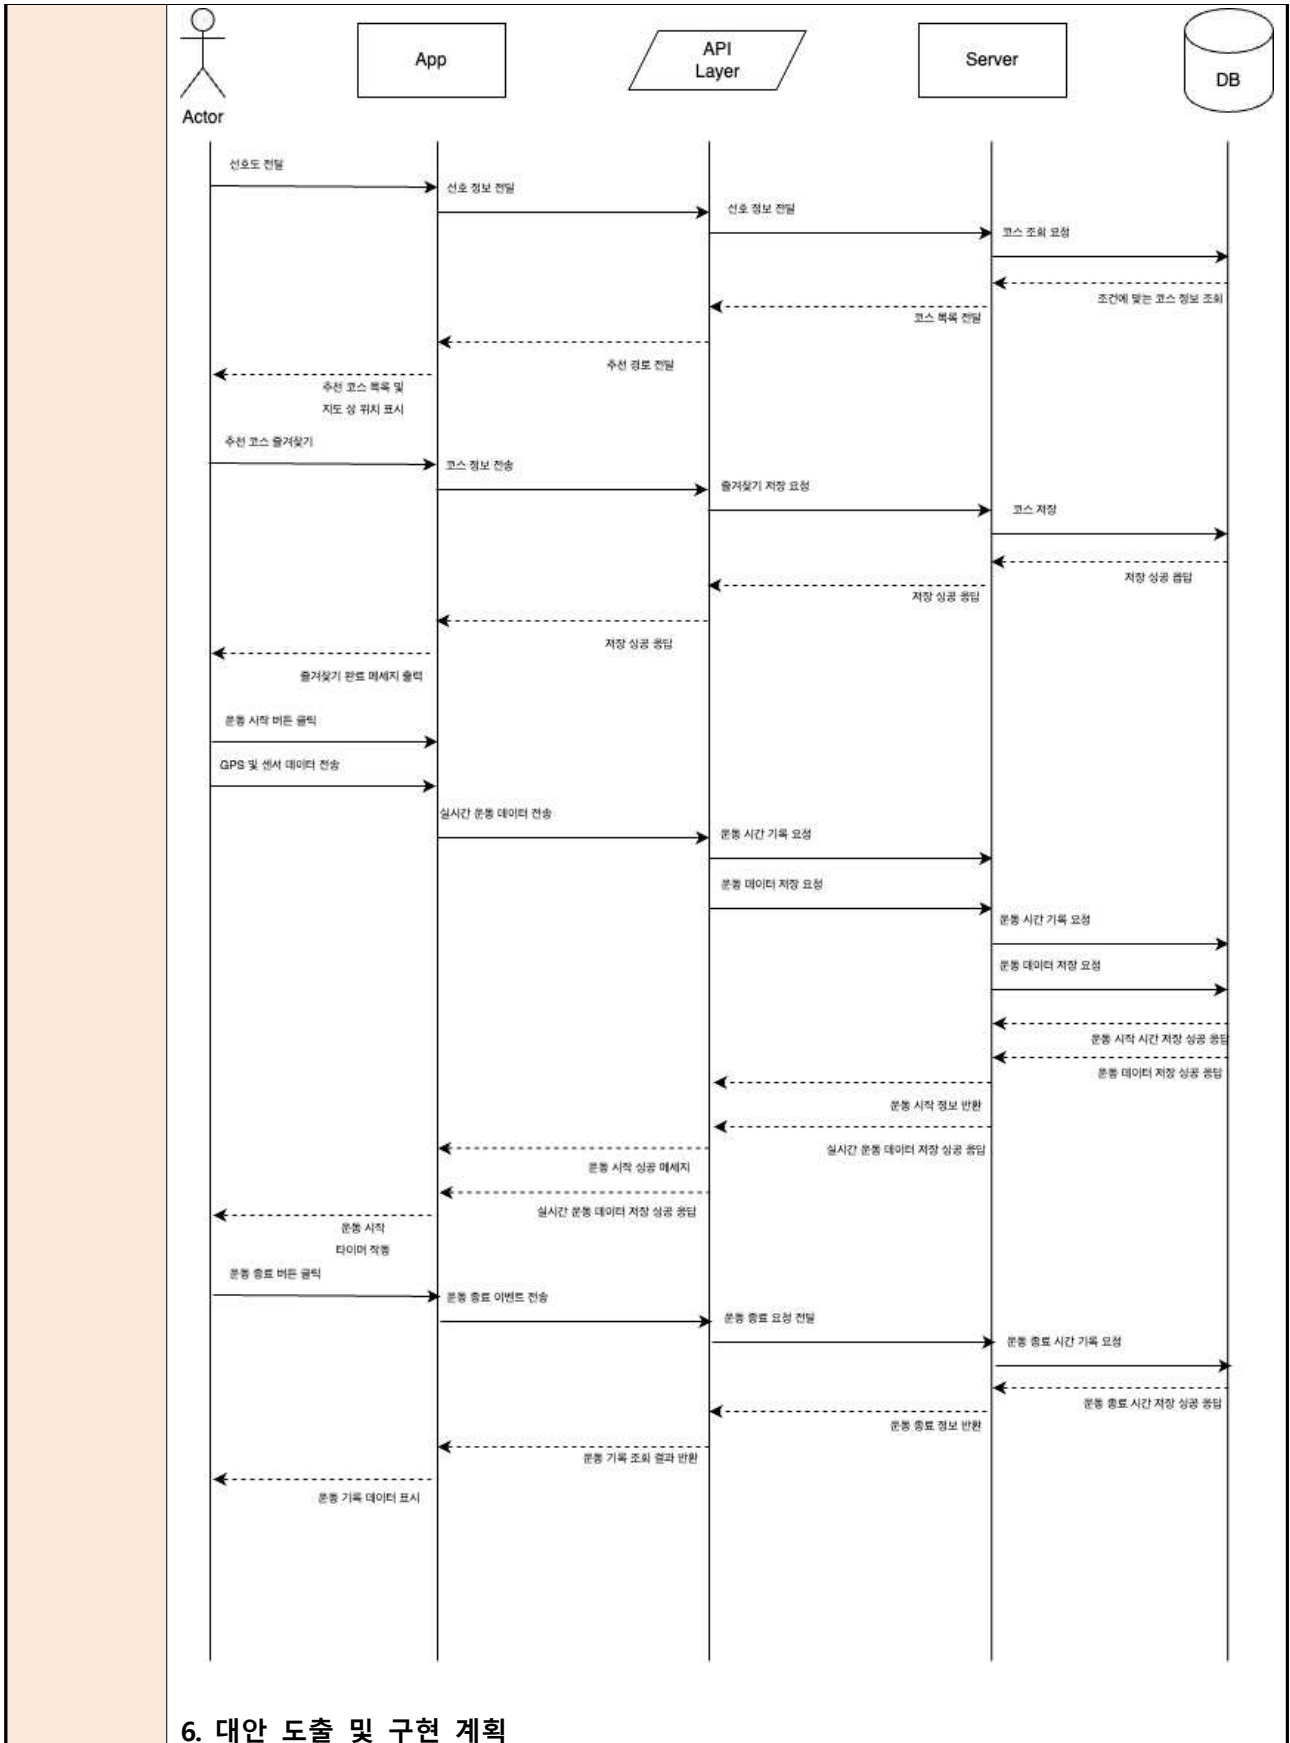 Actor
App
API
Layer
Server
DB
선호도 전달
선호 정보 전달
선호 정보 전달
코스 조회 요청
조건에 맞는 코스 정보 조회
코스 목록 전달
추천 경로 전달
추천 코스 목록 및
지도 상 위치 표시
추천 코스 즐겨찾기
코스 정보 전송
즐겨찾기 저장 요청
코스 저장
저장 성공 응답
저장 성공 응답
저장 성공 응답
즐겨찾기 완료 메세지 출력
운동 시작 버튼 클릭
GPS 및 센서 데이터 전송
실시간 운동 데이터 전송
운동 시간 기록 요청
운동 데이터 저장 요청
운동 시간 기록 요청
운동 데이터 저장 요청
운동 시작 시간 저장 성공 응답
운동 데이터 저장 성공 응답
운동 시작 정보 반환
실시간 운동 데이터 저장 성공 응답
운동 시작 성공 메세지
실시간 운동 데이터 저장 성공 응답
운동 시작
타이머 작동
운동 종료 버튼 클릭
운동 종료 이벤트 전송
운동 종료 요청 전달
운동 종료 시간 기록 요청
운동 종료 시간 저장 성공 응답
운동 종료 정보 반환
운동 기록 조회 결과 반환
운동 기록 데이터 표시
6. 대안 도출 및 구현 계획